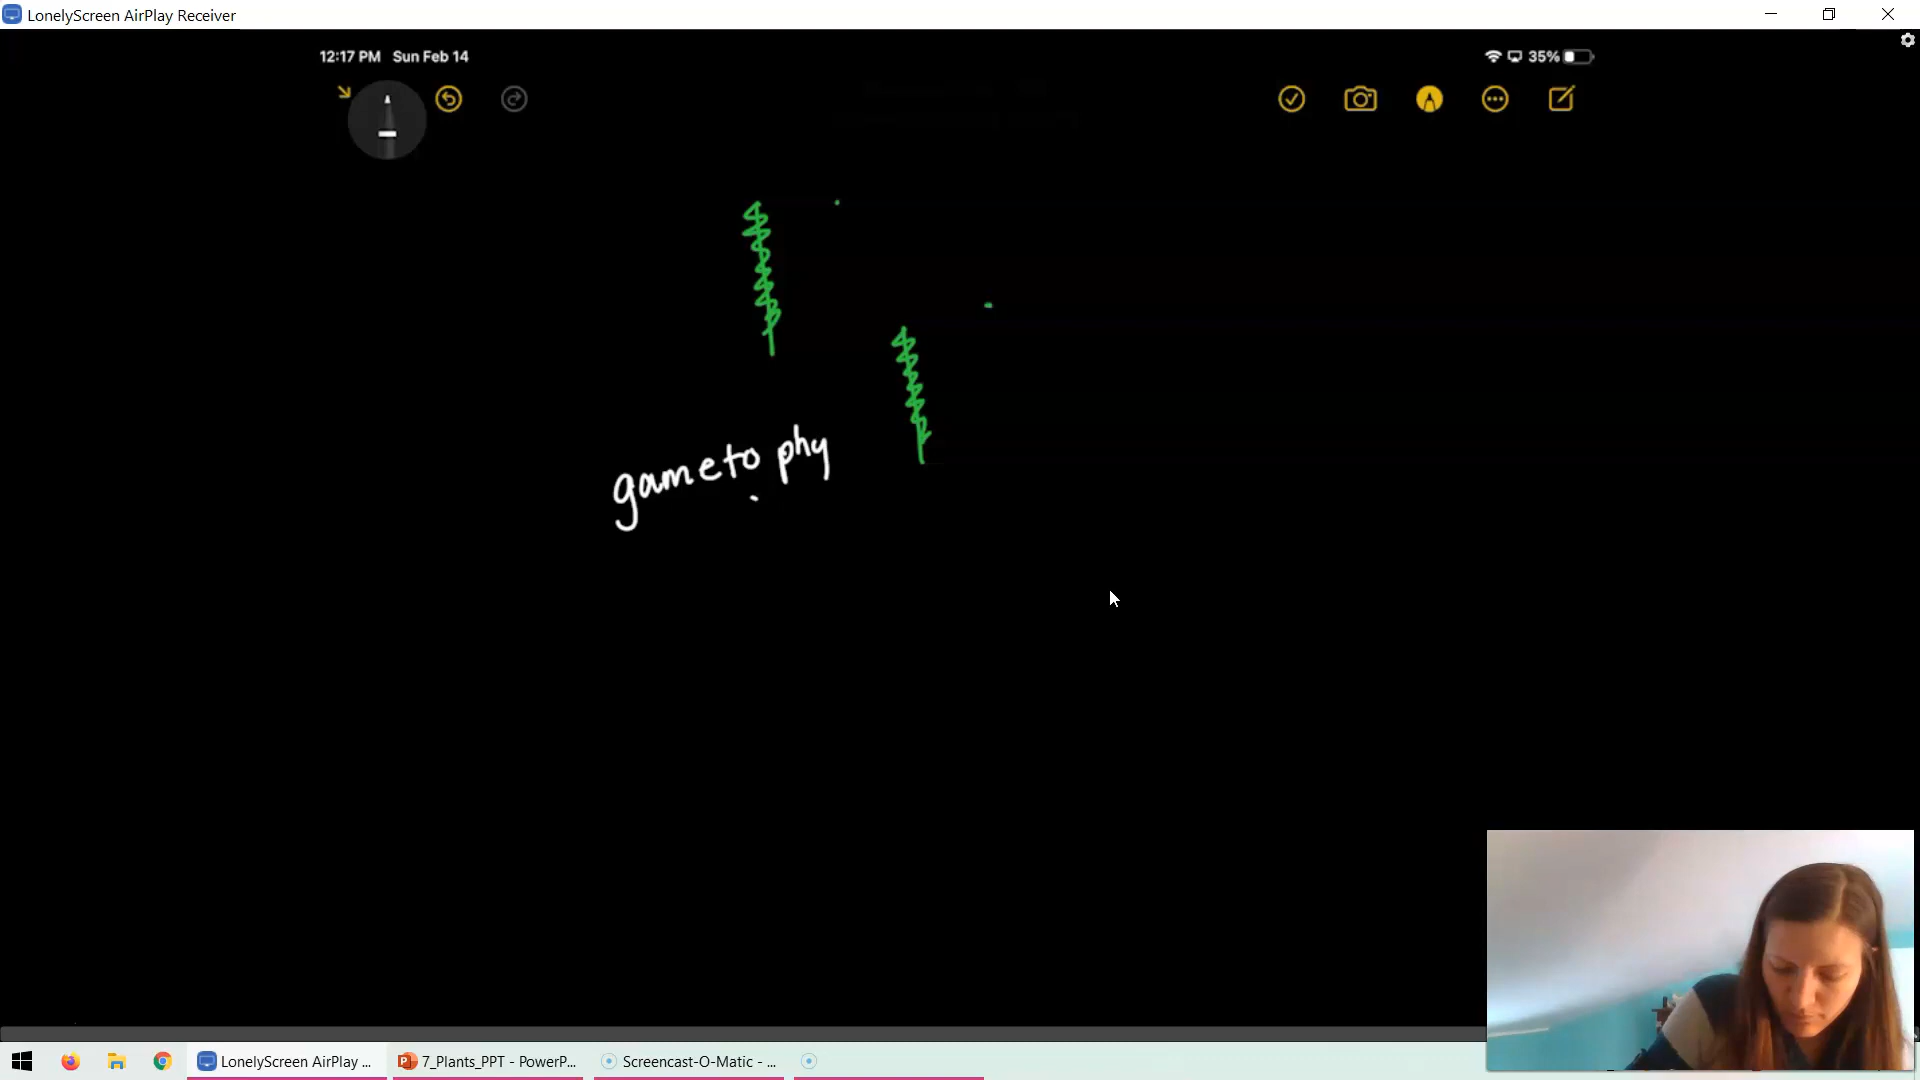 LonelyScreen AirPlay Receiver
12:17 PM Sun Feb 14
35%
gameto phy
LonelyScreen AirPlay ...
7_Plants_PPT - PowerP...
Screencast-O-Matic - ...